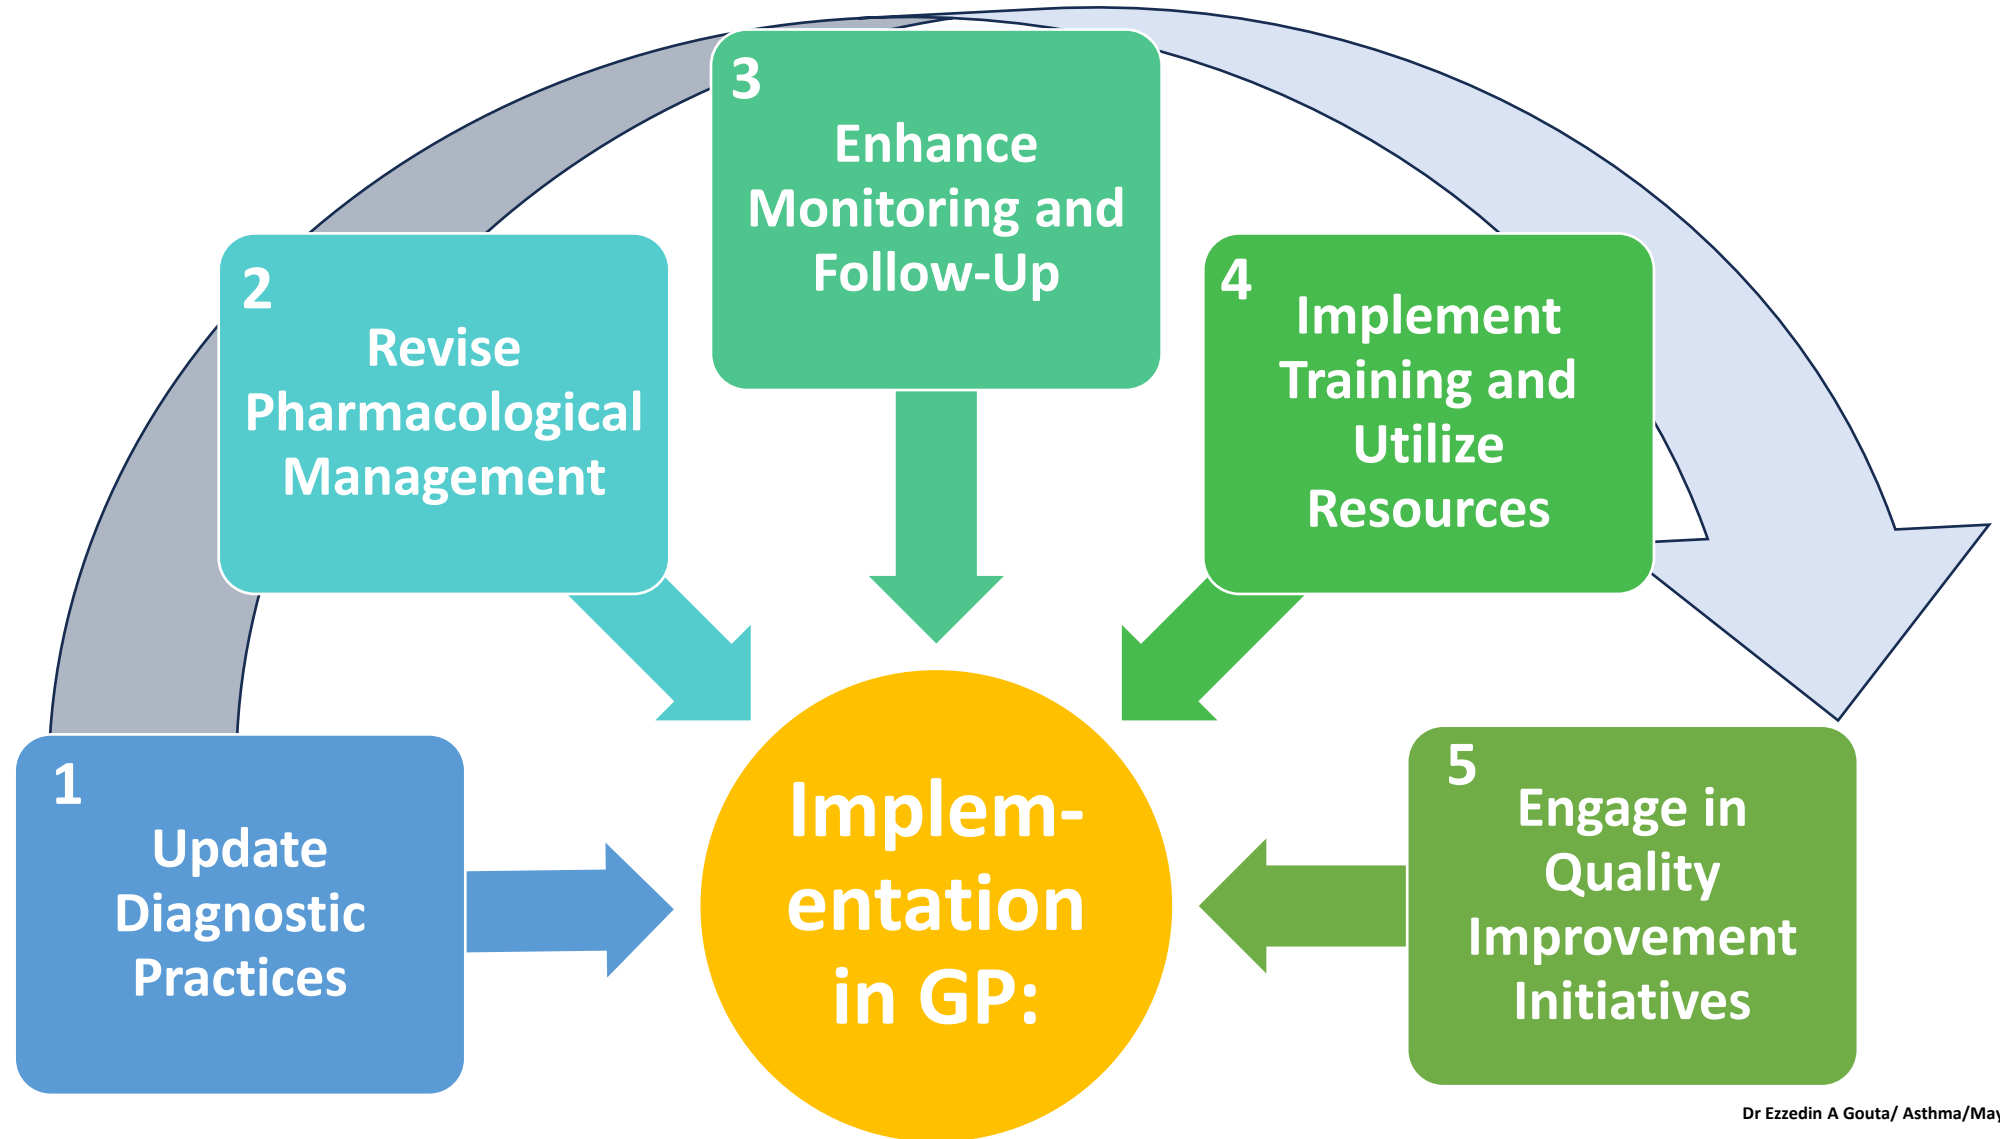 1
Update
Diagnostic
Practices
2
Revise
Pharmacological
Management
3
Enhance
Monitoring and
Follow-Up
4
Implement
Training and
Utilize
Resources
5
Engage in
Quality
Improvement
Initiatives
Implem-
entation
in GP:
Dr Ezzedin A Gouta/ Asthma/May